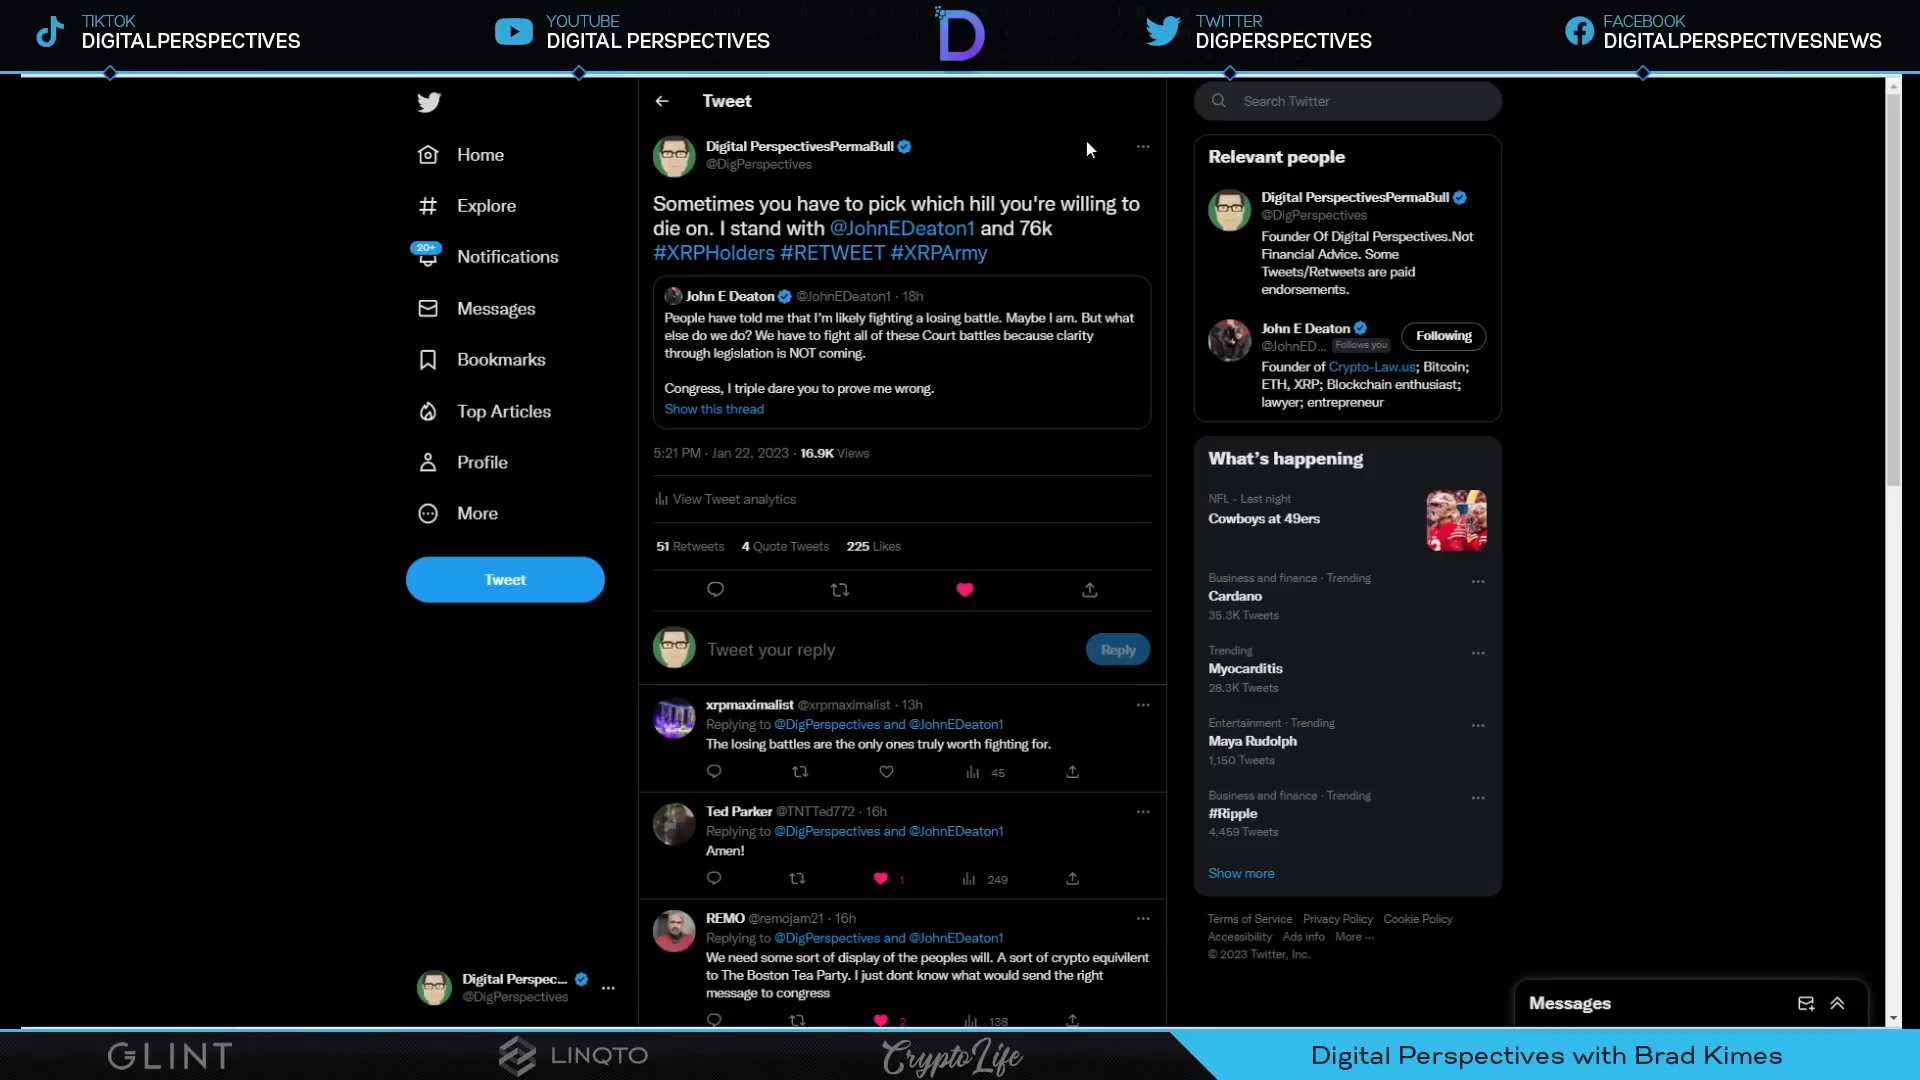 TIKTOK
DIGITALPERSPECTIVES
YOUTUBE
DIGITAL PERSPECTIVES
D
TWITTER
DIGPERSPECTIVES
FACEBOOK
DIGITALPERSPECTIVESNEWS
Home
Explore
20+
Notifications
Messages
Bookmarks
Top Articles
Profile
More
Tweet
Digital Perspec...
@DigPerspectives
Tweet
Digital PerspectivesPermaBull
@DigPerspectives
Sometimes you have to pick which hill you're willing to
die on. I stand with @JohnEDeaton1 and 76k
#XRPHolders #RETWEET #XRPArmy
John E Deaton @JohnEDeaton1 · 18h
People have told me that I'm likely fighting a losing battle. Maybe I am. But what
else do we do? We have to fight all of these Court battles because clarity
through legislation is NOT coming.
Congress, I triple dare you to prove me wrong.
Show this thread
5:21 PM · Jan 22, 2023 · 16.9K Views
View Tweet analytics
51 Retweets 4 Quote Tweets 225 Likes
Tweet your reply
Reply
xrpmaximalist @xrpmaximalist · 13h
Replying to @DigPerspectives and @JohnEDeaton1
The losing battles are the only ones truly worth fighting for.
45
Ted Parker @TNTTed772 · 16h
Replying to @DigPerspectives and @JohnEDeaton1
Amen!
1
249
REMO @remojam21 · 16h
Replying to @DigPerspectives and @JohnEDeaton1
We need some sort of display of the peoples will. A sort of crypto equivilent
to The Boston Tea Party. I just dont know what would send the right
message to congress
2
138
Search Twitter
Relevant people
Digital PerspectivesPermaBull
@DigPerspectives
Founder Of Digital Perspectives.Not
Financial Advice. Some
Tweets/Retweets are paid
endorsements.
John E Deaton
@JohnED... Follows you
Following
Founder of Crypto-Law.us; Bitcoin;
ETH, XRP; Blockchain enthusiast;
lawyer; entrepreneur
What's happening
NFL · Last night
Cowboys at 49ers
Business and finance · Trending
Cardano
35.3K Tweets
Trending
Myocarditis
28.3K Tweets
Entertainment · Trending
Maya Rudolph
1,150 Tweets
Business and finance · Trending
#Ripple
4,459 Tweets
Show more
Terms of Service Privacy Policy Cookie Policy
Accessibility Ads info More ...
© 2023 Twitter, Inc.
Messages
GLINT
LINQTO
CryptoLife
Digital Perspectives with Brad Kimes